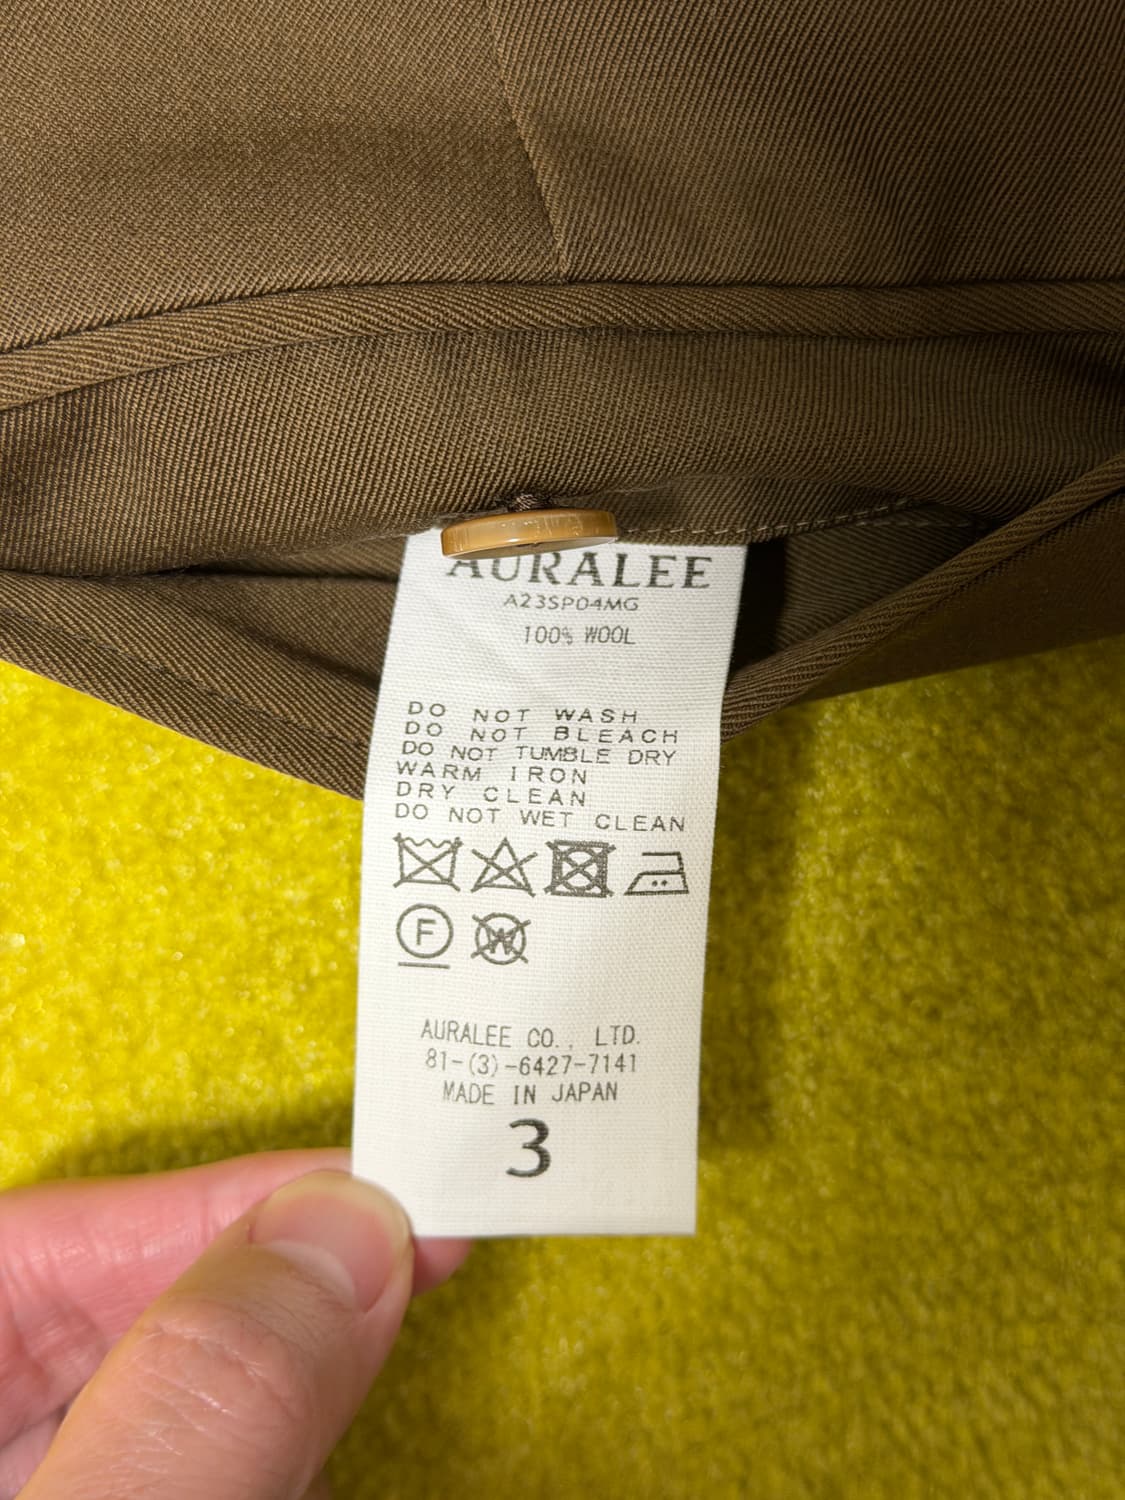 AURALEE
A23SP04MG
100% WOOL
DO NOT WASH
DO NOT BLEACH
DO NOT TUMBLE DRY
WARM IRON
DRY CLEAN
DO NOT WET CLEAN
F W
AURALEE CO., LTD.
81-(3)-6427-7141
MADE IN JAPAN
3